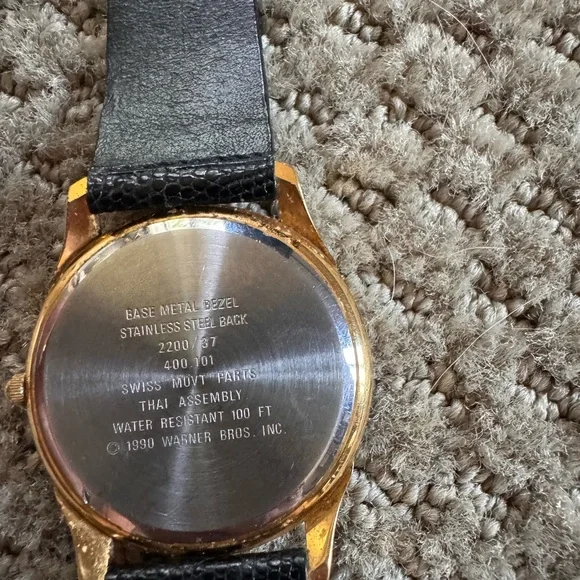 BASE METAL BEZEL
STAINLESS STEEL BACK
2200/37
400.101
SWISS MOVT PARTS
THAI ASSEMBLY
WATER RESISTANT 100 FT
© 1990 WARNER BROS. INC.